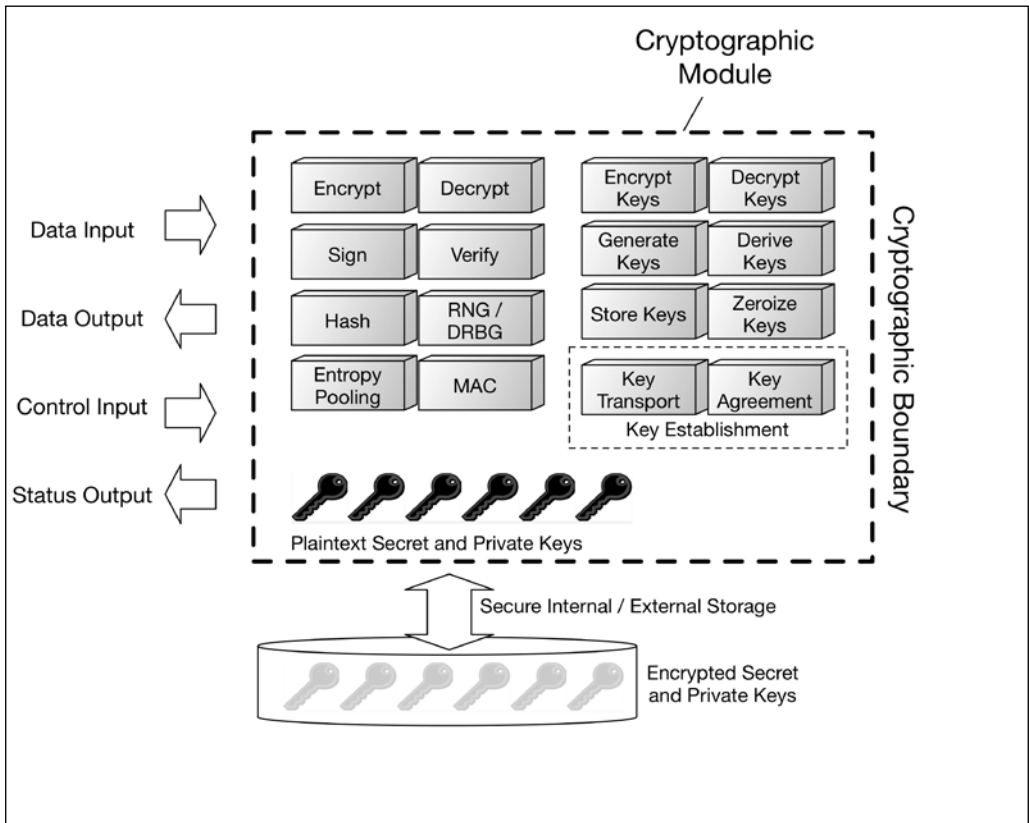 Cryptographic
Module
Data Input
Data Output
Control Input
Status Output
Encrypt
Decrypt
Sign
Verify
Hash
RNG /
DRBG
Entropy
Pooling
MAC
Encrypt
Keys
Decrypt
Keys
Generate
Keys
Derive
Keys
Store Keys
Zeroize
Keys
Key
Transport
Key
Agreement
Key Establishment
Cryptographic Boundary
Plaintext Secret and Private Keys
Secure Internal / External Storage
Encrypted Secret
and Private Keys